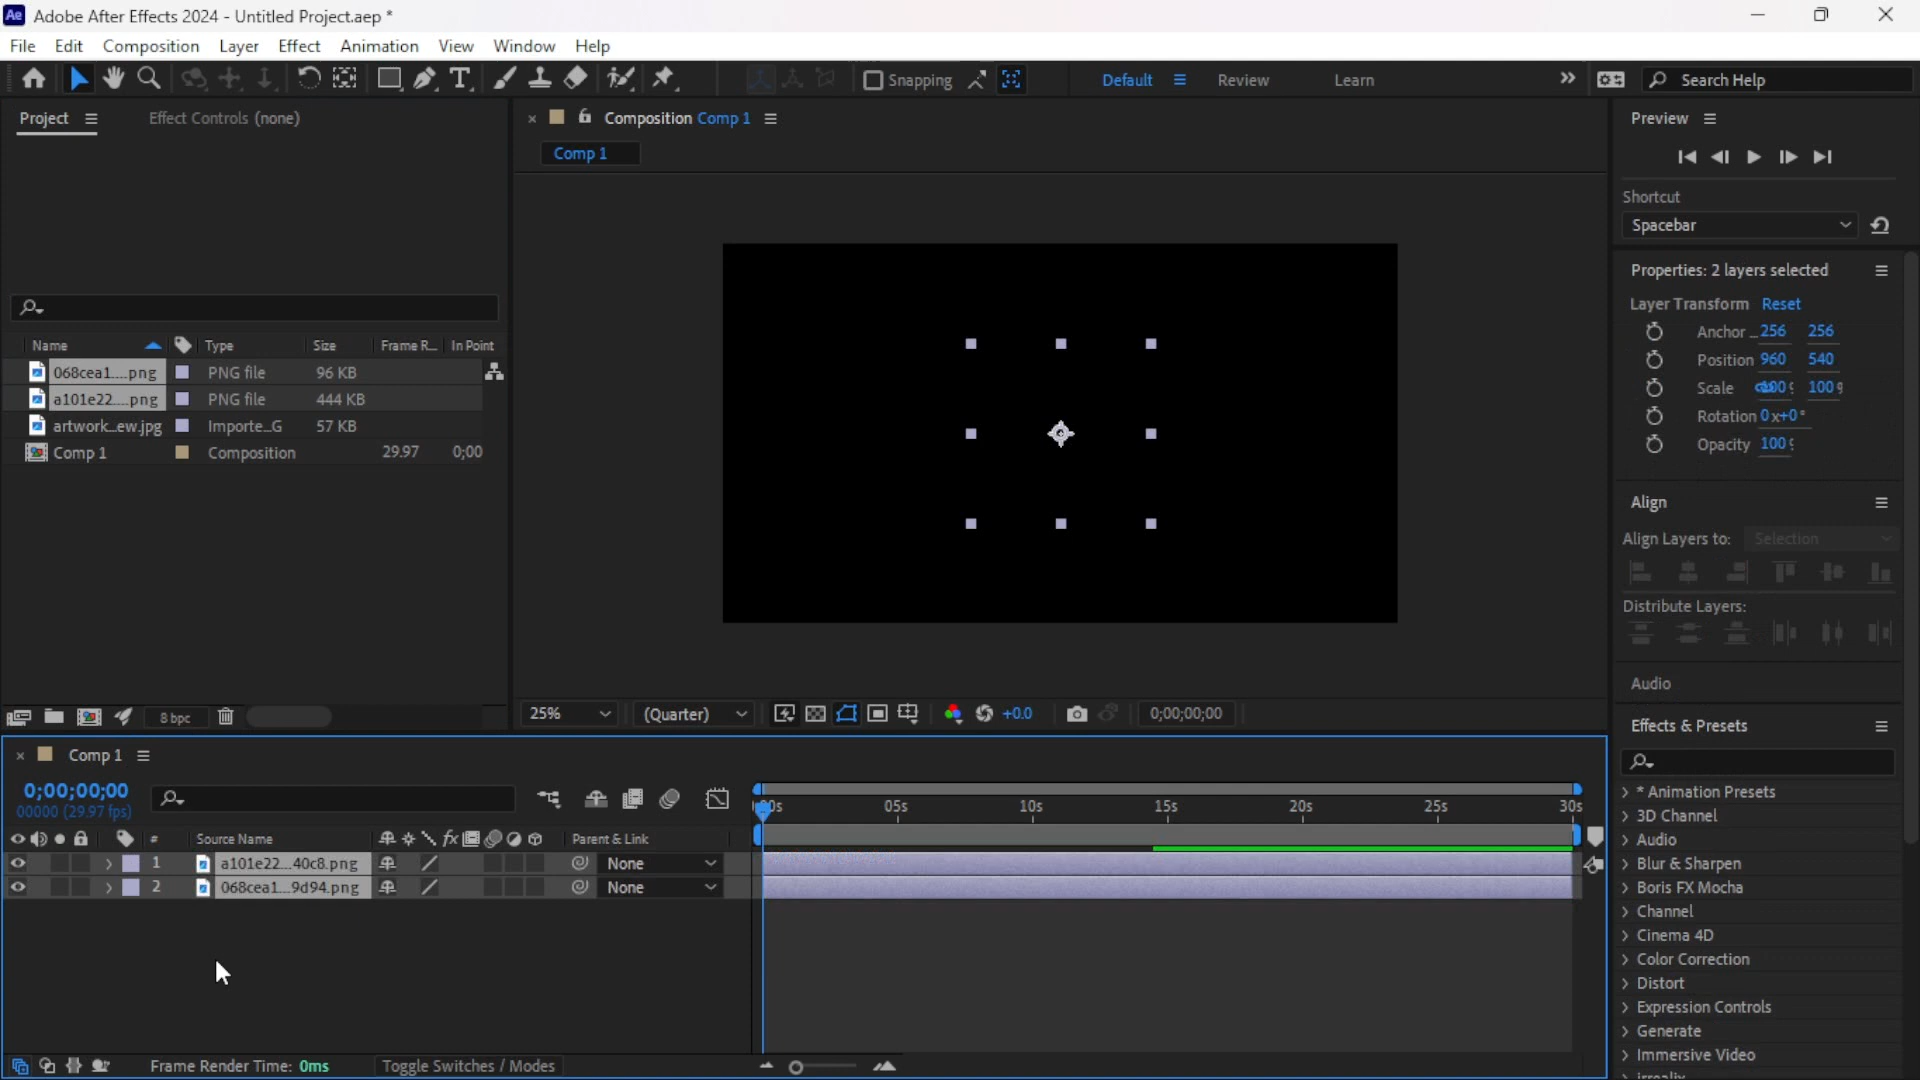 Ae Adobe After Effects 2024 - Untitled Project.aep *
File Edit Composition Layer Effect Animation View Window Help
Snapping Default Review Learn Search Help
Project Effect Controls (none)
Composition Comp 1
Comp 1
Name Type Size Frame R... In Point
068cea1....png PNG file 96 KB
a101e22....png PNG file 444 KB
artwork_ew.jpg Importe_G 57 KB
Comp 1 Composition 29.97 0;00
8 bpc
25% (Quarter) +0.0 0;00;00;00
Preview
Shortcut
Spacebar
Properties: 2 layers selected
Layer Transform Reset
Anchor _ 256 256
Position 960 540
Scale 100 100
Rotation 0x+0°
Opacity 100
Align
Align Layers to: Selection
Distribute Layers:
Audio
Effects & Presets
* Animation Presets
3D Channel
Audio
Blur & Sharpen
Boris FX Mocha
Channel
Cinema 4D
Color Correction
Distort
Expression Controls
Generate
Immersive Video
Comp 1
0;00;00;00
00000 (29.97 fps)
05s 10s 15s 20s 25s 30s
# Source Name fx Parent & Link
1 a101e22...40c8.png None
2 068cea1...9d94.png None
Frame Render Time: 0ms Toggle Switches / Modes